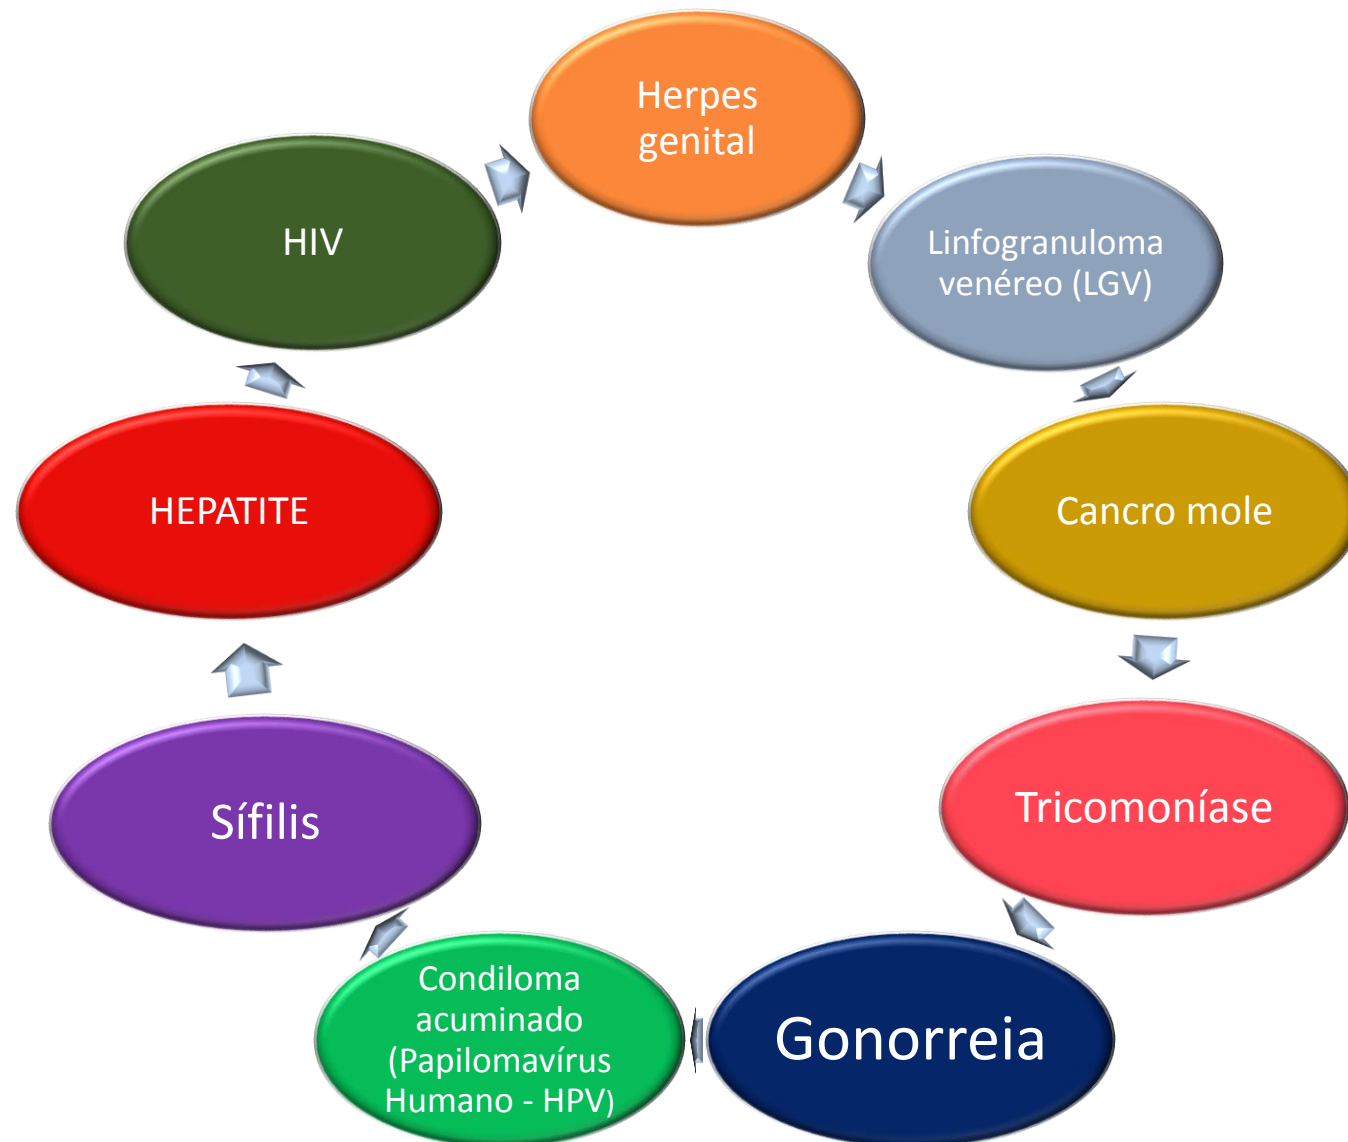 Herpes
genital
Linfogranuloma
venéreo (LGV)
Cancro mole
Tricomoníase
Gonorreia
Condiloma
acuminado
(Papilomavírus
Humano - HPV)
Sífilis
HEPATITE
HIV